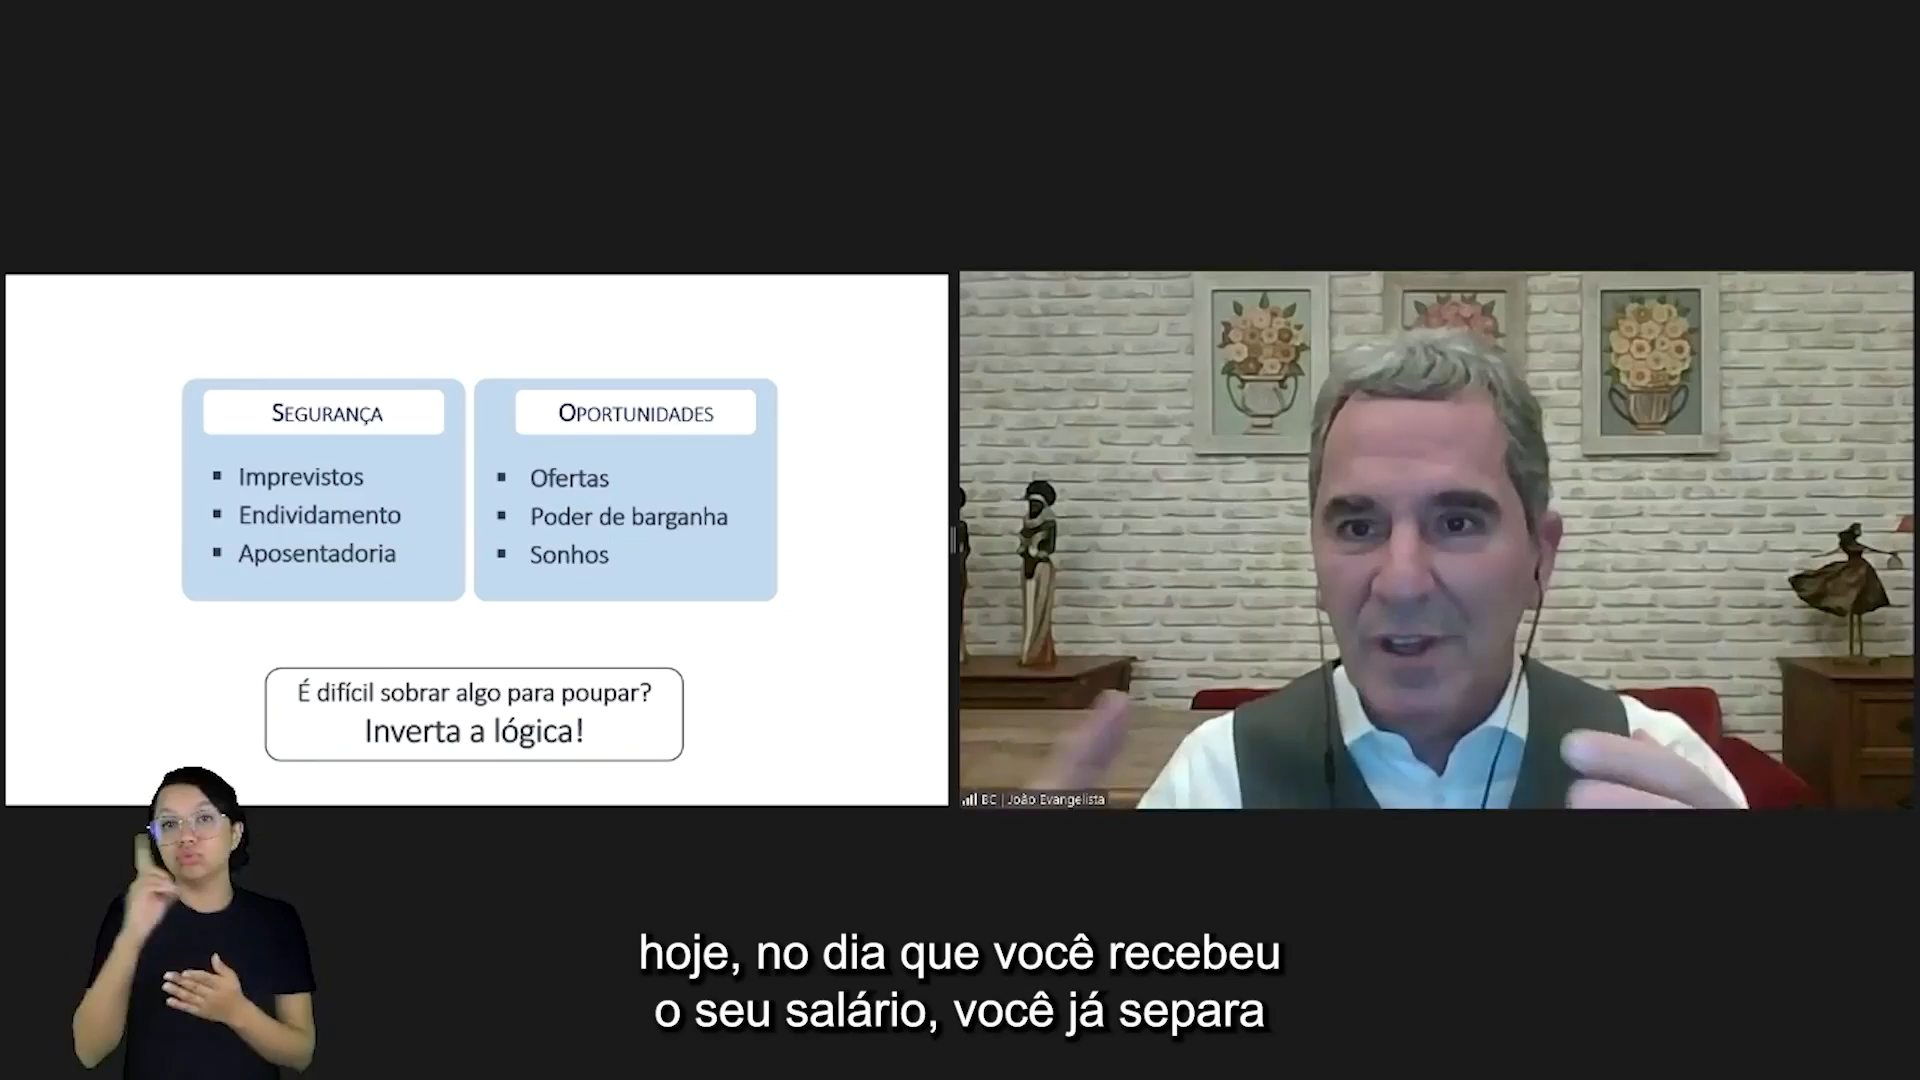 SEGURANÇA
Imprevistos
Endividamento
Aposentadoria
OPORTUNIDADES
Ofertas
Poder de barganha
Sonhos
É difícil sobrar algo para poupar?
Inverta a lógica!
BC | João Evangelista
hoje, no dia que você recebeu
o seu salário, você já separa